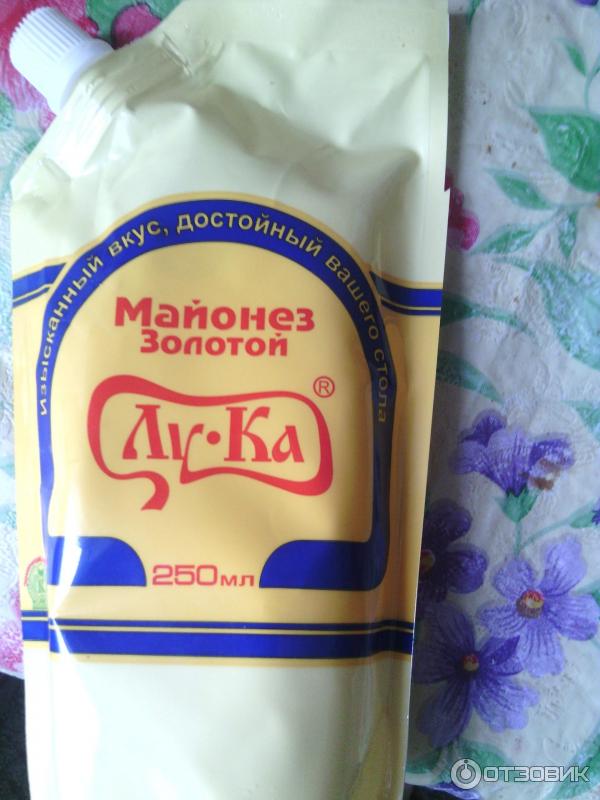 Изысканный вкус, достойный вашего стола
Майонез
Золотой
Лу·Ка ®
250мл
ОТЗОВИК